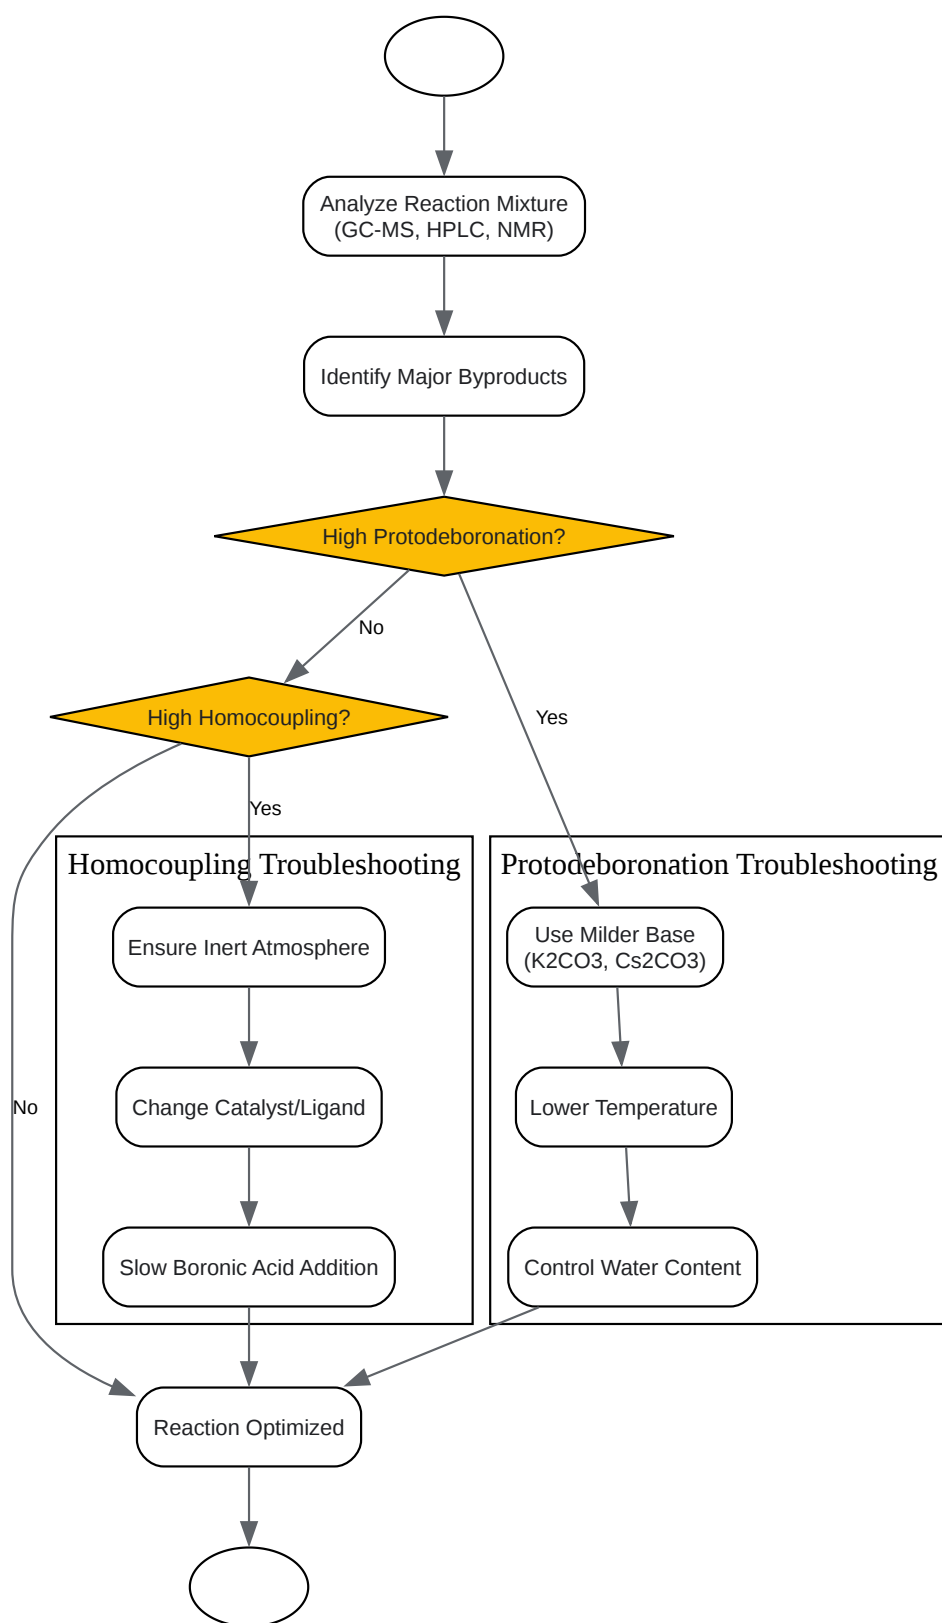 Analyze Reaction Mixture
(GC-MS, HPLC, NMR)
Identify Major Byproducts
High Protodeboronation?
No
High Homocoupling?
Yes
Yes
Homocoupling Troubleshooting
Protodeboronation Troubleshooting
Ensure Inert Atmosphere
Use Milder Base
(K2CO3, Cs2CO3)
No
Change Catalyst/Ligand
Lower Temperature
Slow Boronic Acid Addition
Control Water Content
Reaction Optimized